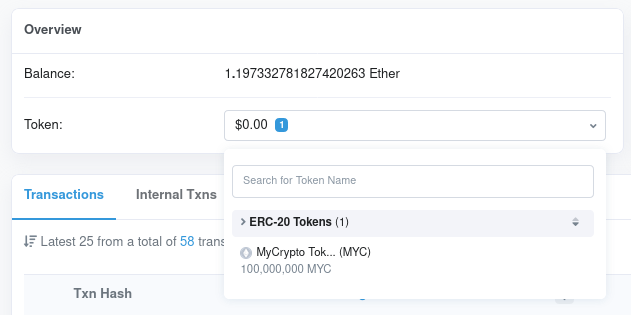 Overview
Balance: 1.197332781827420263 Ether
Token: $0.00 1
Search for Token Name
Transactions Internal Txns
ERC-20 Tokens (1)
Latest 25 from a total of 58 trans
MyCrypto Tok... (MYC)
100,000,000 MYC
Txn Hash